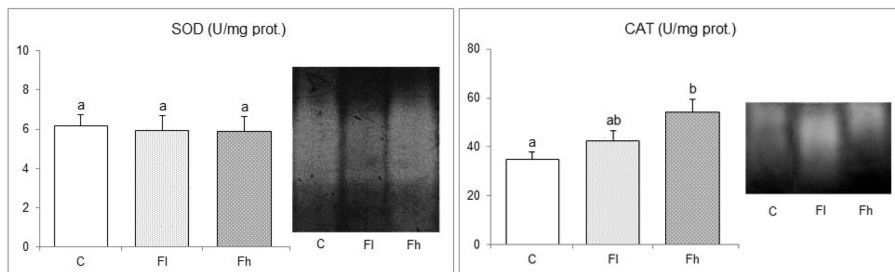 SOD (U/mg prot.)
10
8
6
4
2
0
a
a
a
C
Fl
Fh
C
Fl
Fh
CAT (U/mg prot.)
80
60
40
20
0
a
ab
b
C
Fl
Fh
C
Fl
Fh